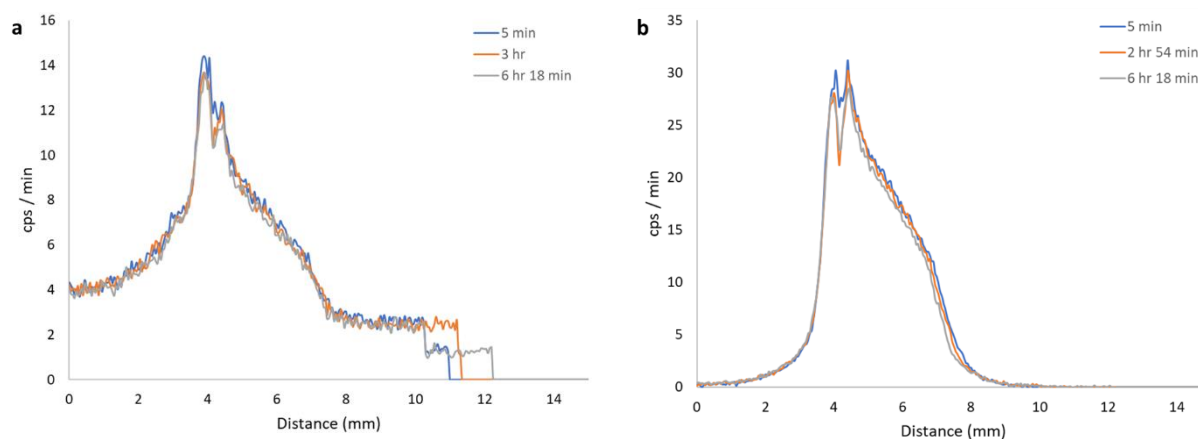 a
16
14
12
10
8
6
4
2
0
cps / min
0 2 4 6 8 10 12 14
Distance (mm)
5 min
3 hr
6 hr 18 min
b
35
30
25
20
15
10
5
0
cps / min
0 2 4 6 8 10 12 14
Distance (mm)
5 min
2 hr 54 min
6 hr 18 min